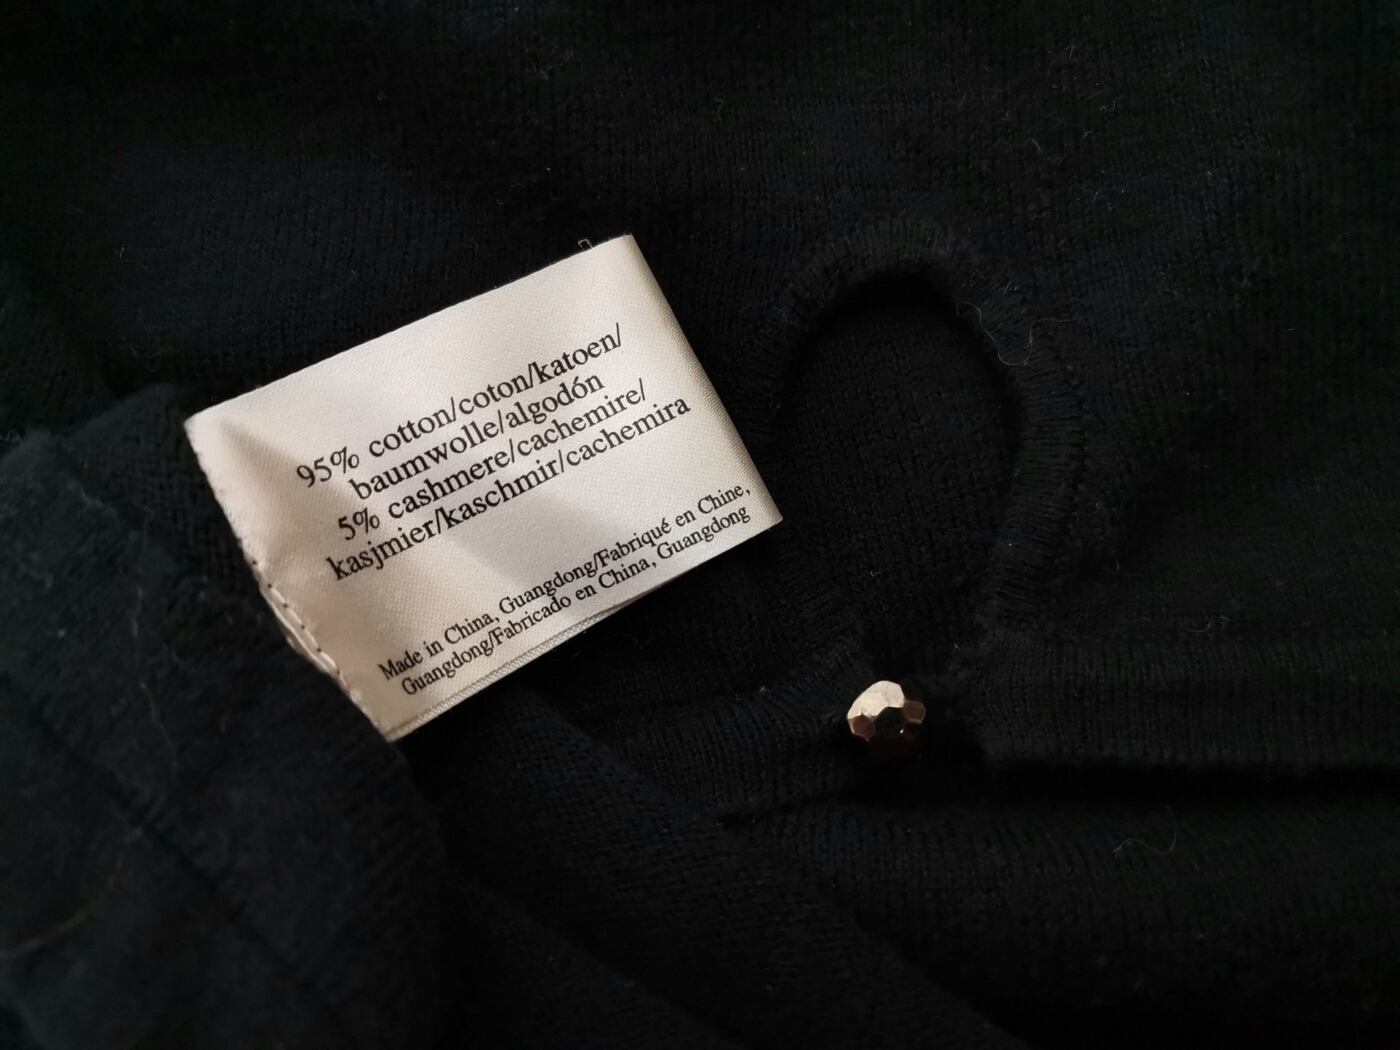 95% cotton/coton/katoen/
baumwolle/algodón
5% cashmere/cachemire/
kasjmier/kaschmir/cachemira
Made in China, Guangdong/Fabriqué en Chine,
Guangdong/Fabricado en China, Guangdong